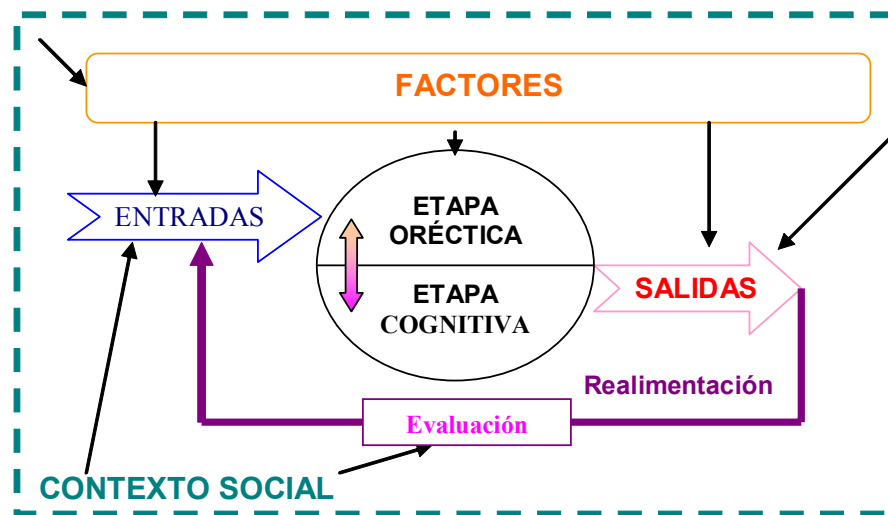 FACTORES
ENTRADAS
ETAPA
ORÉCTICA
ETAPA
COGNITIVA
SALIDAS
Realimentación
Evaluación
CONTEXTO SOCIAL